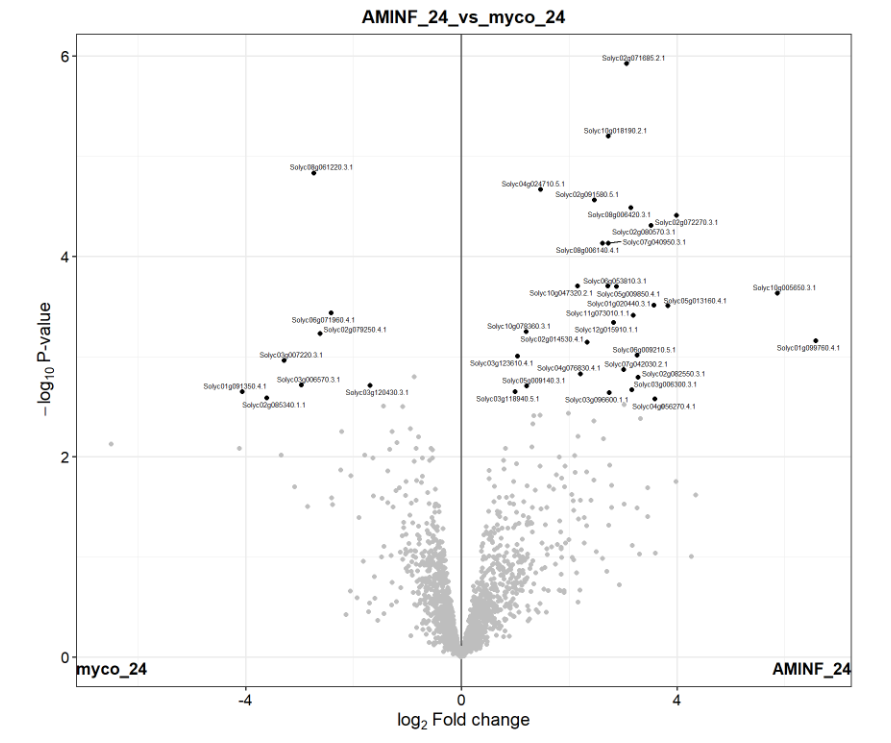 AMINF_24_vs_myco_24
6
Solyc02g071685.2.1
Solyc10g018190.2.1
Solyc08g061220.3.1
Solyc04g024710.5.1
Solyc02g091580.5.1
Solyc08g006420.3.1
Solyc02g072270.3.1
Solyc02g080570.3.1
Solyc07g040950.3.1
Solyc08g006140.4.1
4
Solyc06g053810.3.1
Solyc10g005650.3.1
Solyc10g047320.2.1
Solyc05g009850.4.1
Solyc01g020440.3.1
Solyc05g013160.4.1
Solyc06g071960.4.1
Solyc11g073010.1.1
Solyc02g079250.4.1
Solyc10g078360.3.1
Solyc12g015910.1.1
Solyc02g014530.4.1
Solyc01g099760.4.1
Solyc03g007220.3.1
Solyc06g009210.5.1
Solyc03g123610.4.1
Solyc07g042030.2.1
Solyc04g076830.4.1
Solyc02g082550.3.1
Solyc01g091350.4.1
Solyc03g006570.3.1
Solyc03g120430.3.1
Solyc05g009140.3.1
Solyc03g006300.3.1
Solyc02g085340.1.1
Solyc03g118940.5.1
Solyc03g096600.1.1
Solyc04g056270.4.1
−log10 P-value
2
0
myco_24
AMINF_24
-4
0
4
log2 Fold change